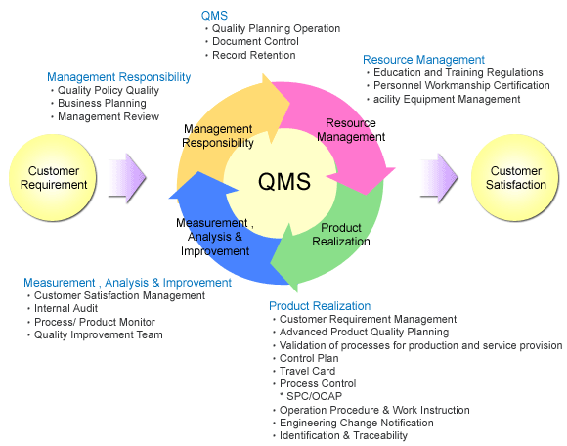 QMS
・Quality Planning Operation
・Document Control
・Record Retention
Management Responsibility
・Quality Policy Quality
・Business Planning
・Management Review
Resource Management
・Education and Training Regulations
・Personnel Workmanship Certification
・acility Equipment Management
Customer
Requirement
Management
Responsibility
Resource
Management
QMS
Measurement ,
Analysis &
Improvement
Product
Realization
Customer
Satisfaction
Measurement , Analysis & Improvement
・Customer Satisfaction Management
・Internal Audit
・Process/ Product Monitor
・Quality Improvement Team
Product Realization
・Customer Requirement Management
・Advanced Product Quality Planning
・Validation of processes for production and service provision
・Control Plan
・Travel Card
・Process Control
* SPC/OCAP
・Operation Procedure & Work Instruction
・Engineering Change Notification
・Identification & Traceability